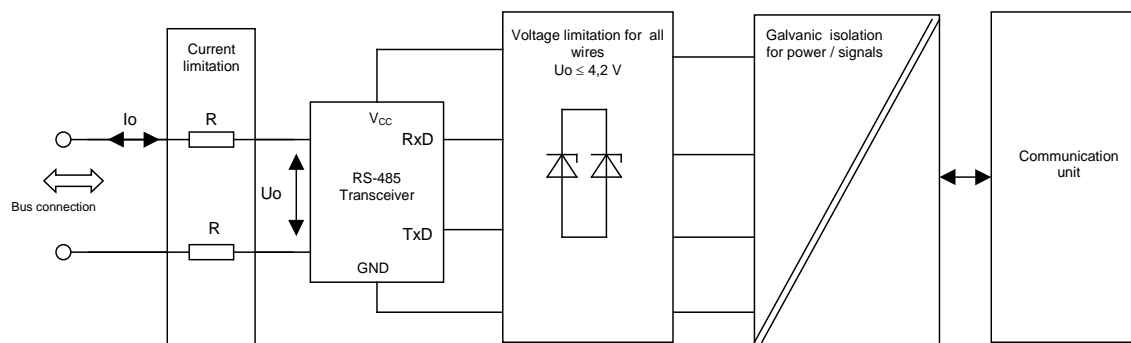 Current
limitation
Io
R
Bus connection
R
Uo
VCC
RxD
RS-485
Transceiver
TxD
GND
Voltage limitation for all
wires
Uo ≤ 4,2 V
Galvanic isolation
for power / signals
Communication
unit